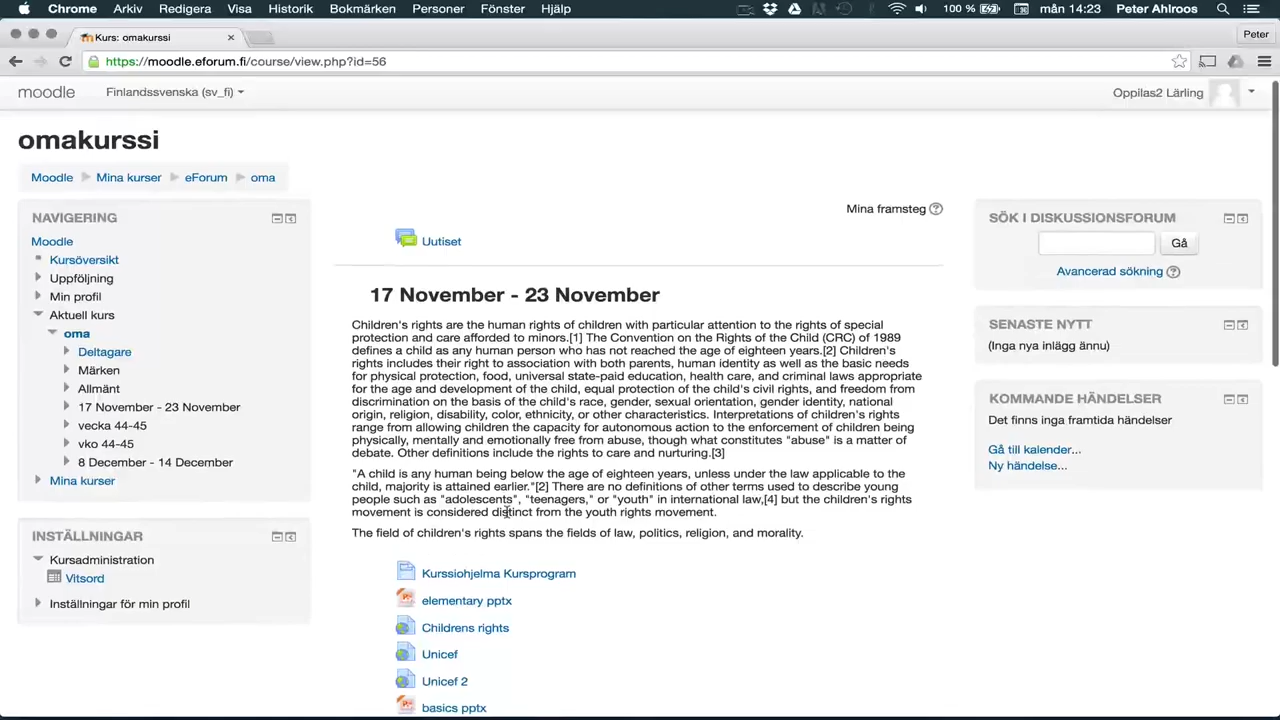 Chrome Arkiv Redigera Visa Historik Bokmärken Personer Fönster Hjälp 100 % mån 14:23 Peter Ahlroos
Kurs: omakurssi Peter
https://moodle.eforum.fi/course/view.php?id=56
moodle Finlandssvenska (sv_fi) Oppilas2 Lärling
omakurssi
Moodle Mina kurser eForum oma
NAVIGERING
Moodle
Kursöversikt
Uppföljning
Min profil
Aktuell kurs
oma
Deltagare
Märken
Allmänt
17 November - 23 November
vecka 44-45
vko 44-45
8 December - 14 December
Mina kurser
INSTÄLLNINGAR
Kursadministration
Vitsord
Inställningar för min profil
Mina framsteg
Uutiset
17 November - 23 November
Children's rights are the human rights of children with particular attention to the rights of special
protection and care afforded to minors.[1] The Convention on the Rights of the Child (CRC) of 1989
defines a child as any human person who has not reached the age of eighteen years.[2] Children's
rights includes their right to association with both parents, human identity as well as the basic needs
for physical protection, food, universal state-paid education, health care, and criminal laws appropriate
for the age and development of the child, equal protection of the child's civil rights, and freedom from
discrimination on the basis of the child's race, gender, sexual orientation, gender identity, national
origin, religion, disability, color, ethnicity, or other characteristics. Interpretations of children's rights
range from allowing children the capacity for autonomous action to the enforcement of children being
physically, mentally and emotionally free from abuse, though what constitutes "abuse" is a matter of
debate. Other definitions include the rights to care and nurturing.[3]
"A child is any human being below the age of eighteen years, unless under the law applicable to the
child, majority is attained earlier."[2] There are no definitions of other terms used to describe young
people such as "adolescents", "teenagers," or "youth" in international law,[4] but the children's rights
movement is considered distinct from the youth rights movement.
The field of children's rights spans the fields of law, politics, religion, and morality.
Kurssiohjelma Kursprogram
elementary pptx
Childrens rights
Unicef
Unicef 2
basics pptx
SÖK I DISKUSSIONSFORUM
Gå
Avancerad sökning
SENASTE NYTT
(Inga nya inlägg ännu)
KOMMANDE HÄNDELSER
Det finns inga framtida händelser
Gå till kalender...
Ny händelse...